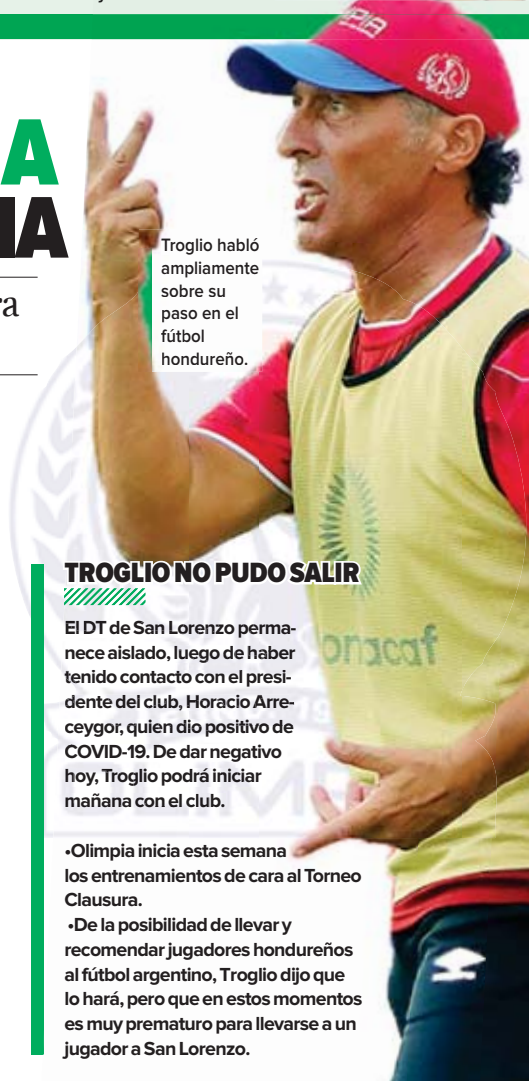 A
IA
ra
Troglio habló
ampliamente
sobre su
paso en el
fútbol
hondureño.
TROGLIO NO PUDO SALIR
El DT de San Lorenzo perma-
nece aislado, luego de haber
tenido contacto con el presi-
dente del club, Horacio Arre-
ceygor, quien dio positivo de
COVID-19. De dar negativo
hoy, Troglio podrá iniciar
mañana con el club.
•Olimpia inicia esta semana
los entrenamientos de cara al Torneo
Clausura.
•De la posibilidad de llevar y
recomendar jugadores hondureños
al fútbol argentino, Troglio dijo que
lo hará, pero que en estos momentos
es muy prematuro para llevarse a un
jugador a San Lorenzo.
onacaf